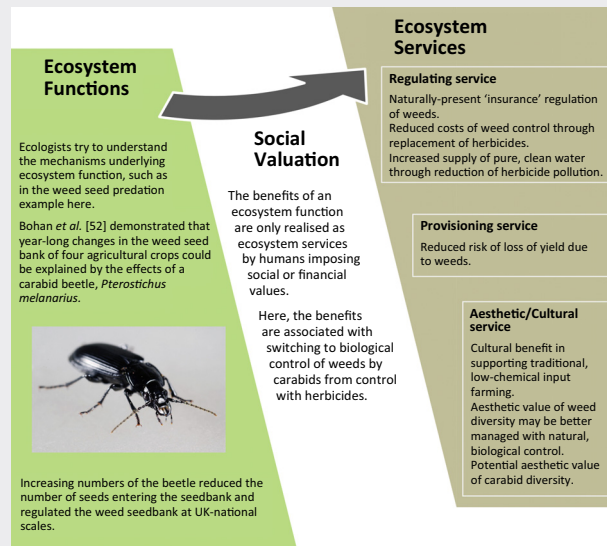 Ecosystem
Functions
Ecologists try to understand
the mechanisms underlying
ecosystem function, such as
in the weed seed predation
example here.
Bohan et al. [52] demonstrated that
year-long changes in the weed seed
bank of four agricultural crops could
be explained by the effects of a
carabid beetle, Pterostichus
melanarius.
Increasing numbers of the beetle reduced the
number of seeds entering the seedbank and
regulated the weed seedbank at UK-national
scales.
Social
Valuation
The benefits of an
ecosystem function
are only realised as
ecosystem services
by humans imposing
social or financial
values.
Here, the benefits
are associated with
switching to biological
control of weeds by
carabids from control
with herbicides.
Ecosystem
Services
Regulating service
Naturally-present ‘insurance’ regulation
of weeds.
Reduced costs of weed control through
replacement of herbicides.
Increased supply of pure, clean water
through reduction of herbicide pollution.
Provisioning service
Reduced risk of loss of yield due
to weeds.
Aesthetic/Cultural
service
Cultural benefit in
supporting traditional,
low-chemical input
farming.
Aesthetic value of weed
diversity may be better
managed with natural,
biological control.
Potential aesthetic value
of carabid diversity.